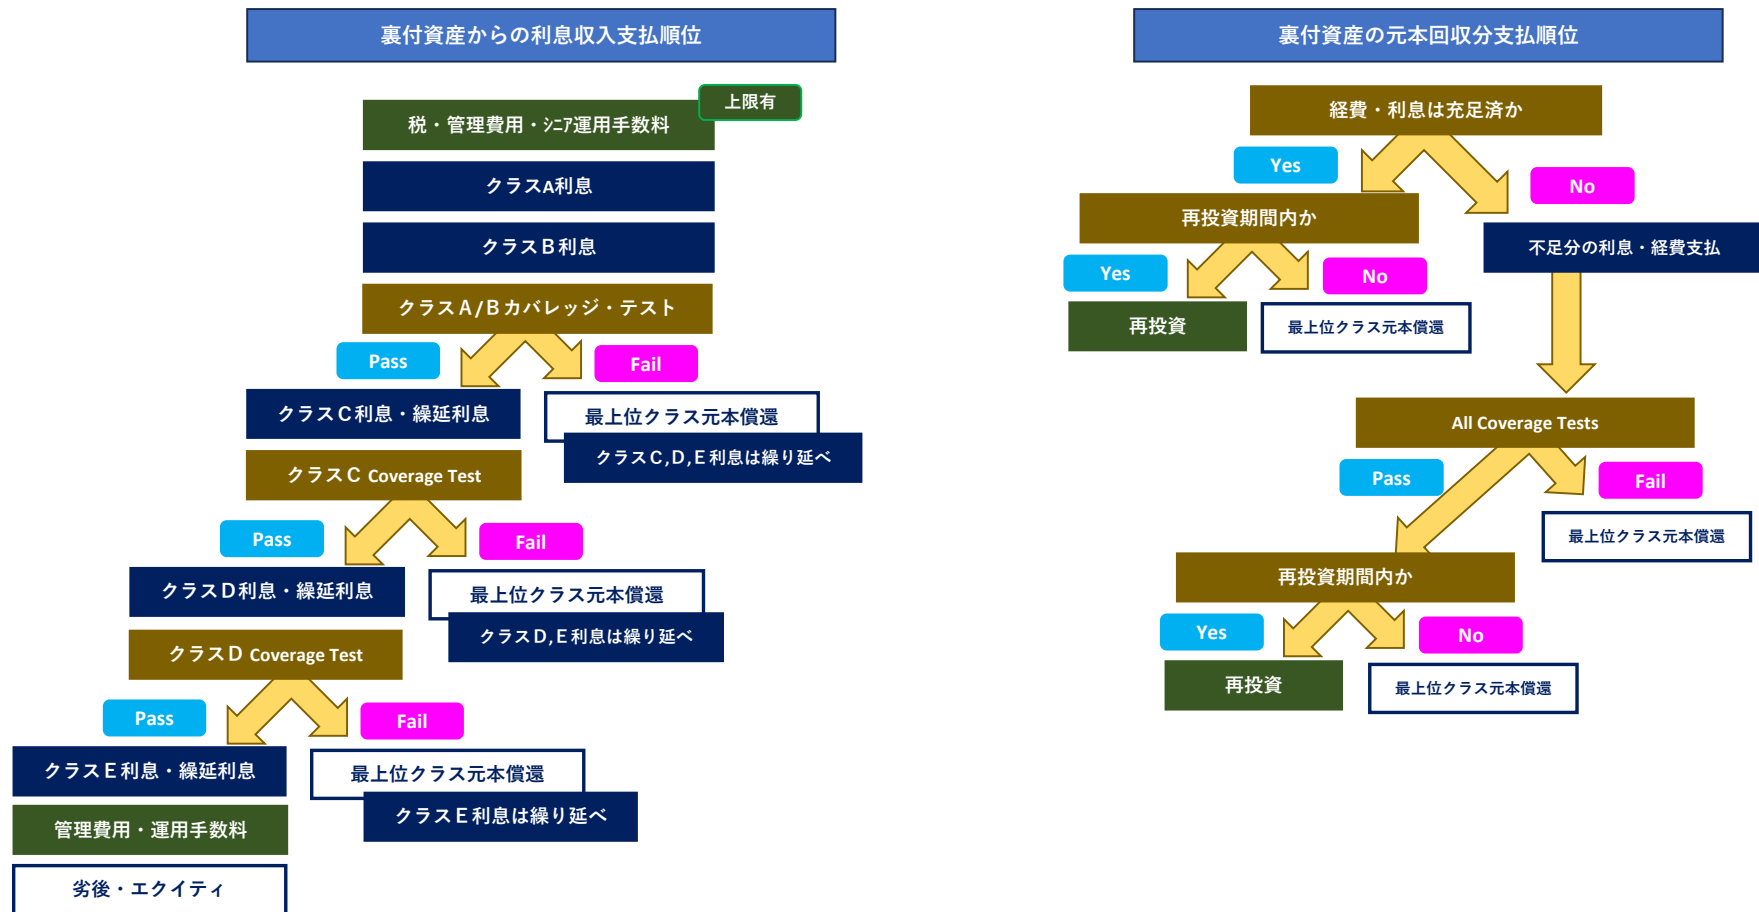 裏付資産からの利息収入支払順位
上限有
税・管理費用・ｼﾆｱ運用手数料
クラスA利息
クラスＢ利息
クラスＡ/Ｂカバレッジ・テスト
Pass
Fail
クラスＣ利息・繰延利息
最上位クラス元本償還
クラスＣ,Ｄ,Ｅ利息は繰り延べ
クラスＣ Coverage Test
Pass
Fail
クラスＤ利息・繰延利息
最上位クラス元本償還
クラスＤ,Ｅ利息は繰り延べ
クラスＤ Coverage Test
Pass
Fail
クラスＥ利息・繰延利息
最上位クラス元本償還
クラスＥ利息は繰り延べ
管理費用・運用手数料
劣後・エクイティ
裏付資産の元本回収分支払順位
経費・利息は充足済か
Yes
No
再投資期間内か
不足分の利息・経費支払
Yes
No
再投資
最上位クラス元本償還
All Coverage Tests
Pass
Fail
最上位クラス元本償還
再投資期間内か
Yes
No
再投資
最上位クラス元本償還